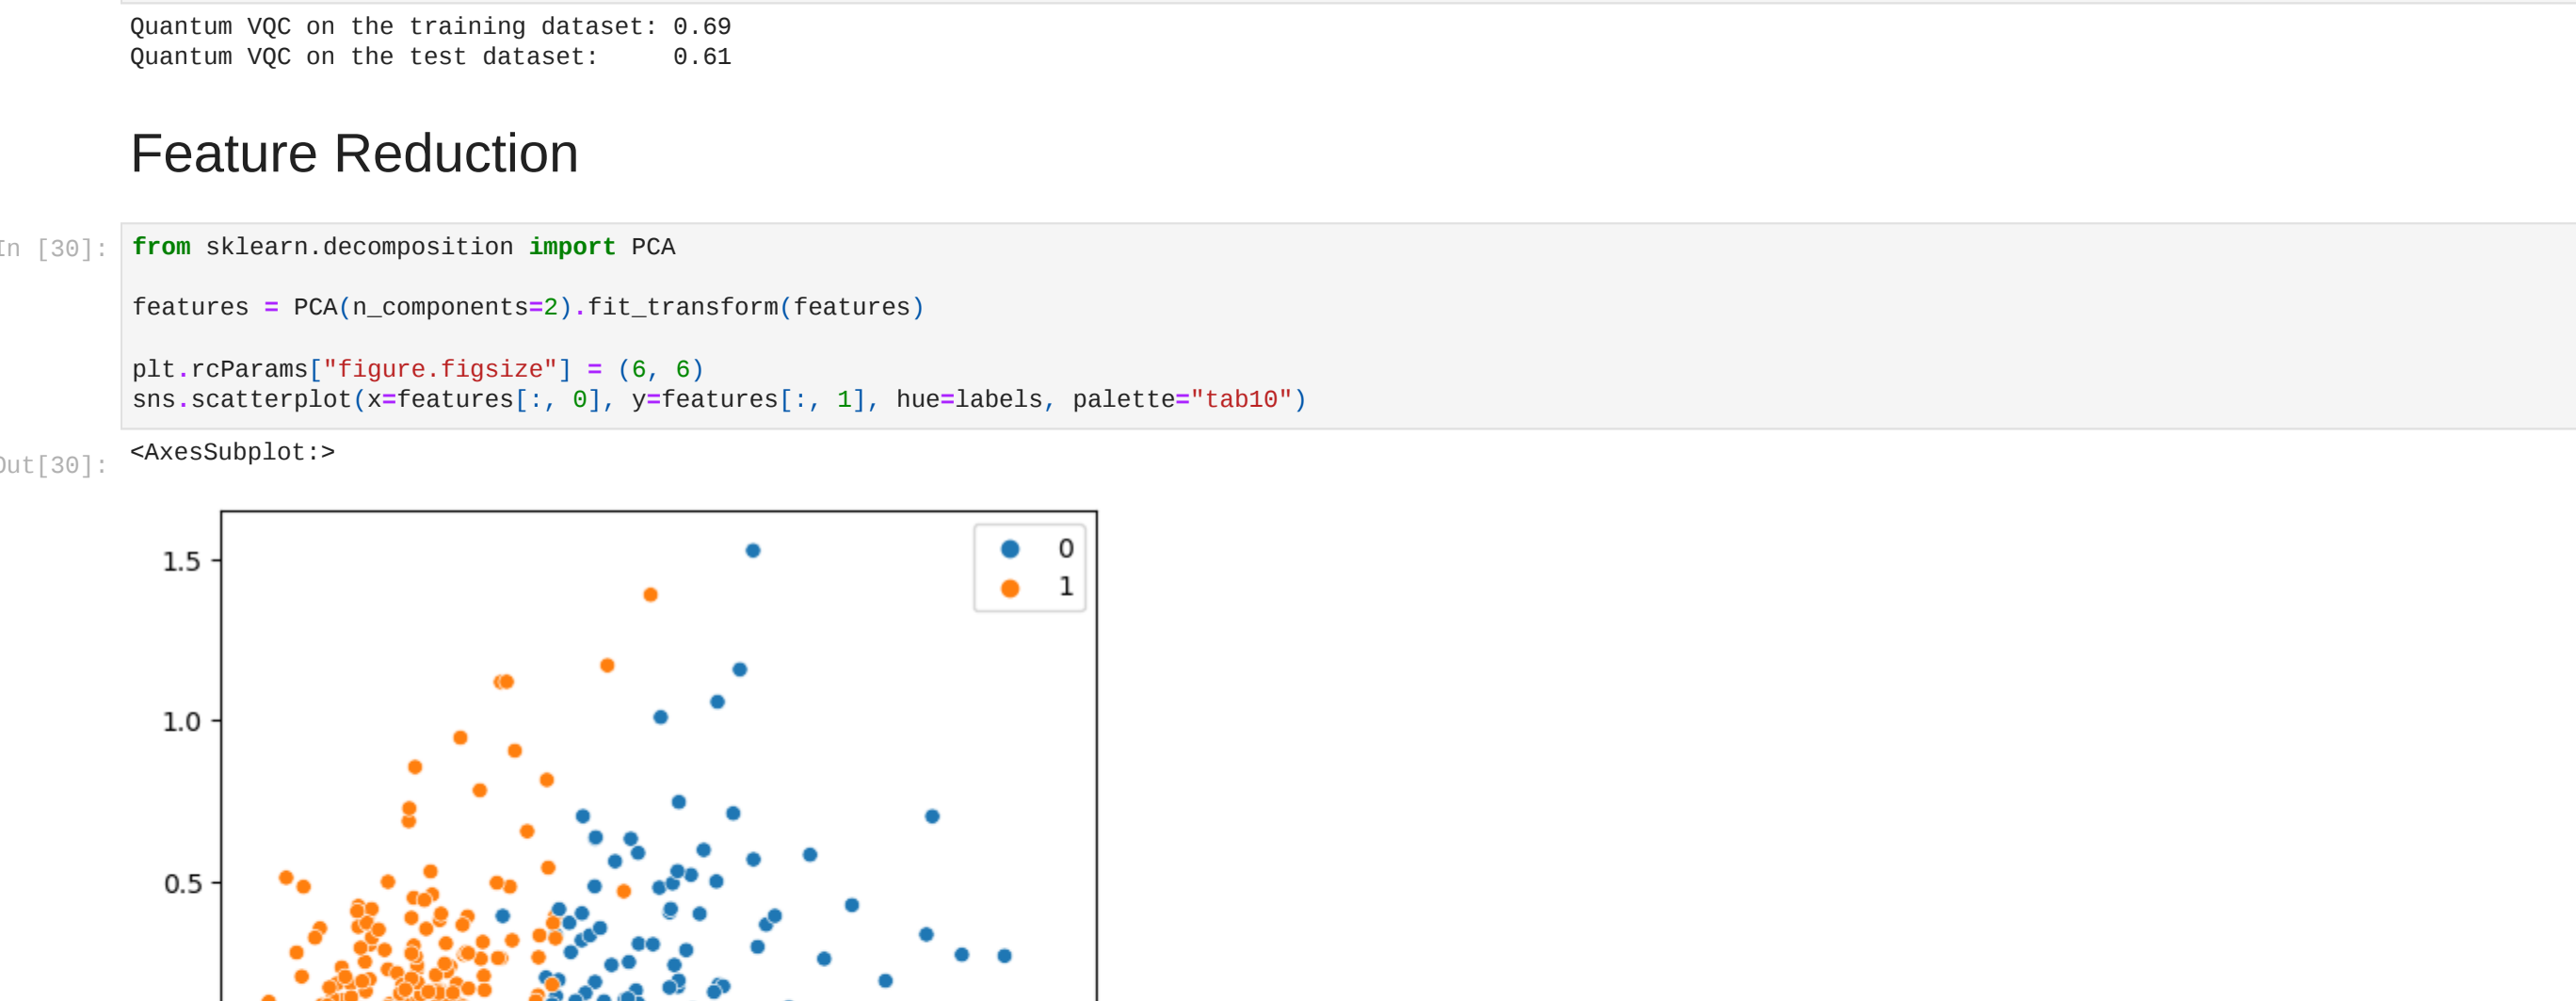 Quantum VQC on the training dataset: 0.69
Quantum VQC on the test dataset:     0.61
Feature Reduction
In [30]:
from sklearn.decomposition import PCA
features = PCA(n_components=2).fit_transform(features)
plt.rcParams["figure.figsize"] = (6, 6)
sns.scatterplot(x=features[:, 0], y=features[:, 1], hue=labels, palette="tab10")
Out[30]:
<AxesSubplot:>
0
1
1.5
1.0
0.5